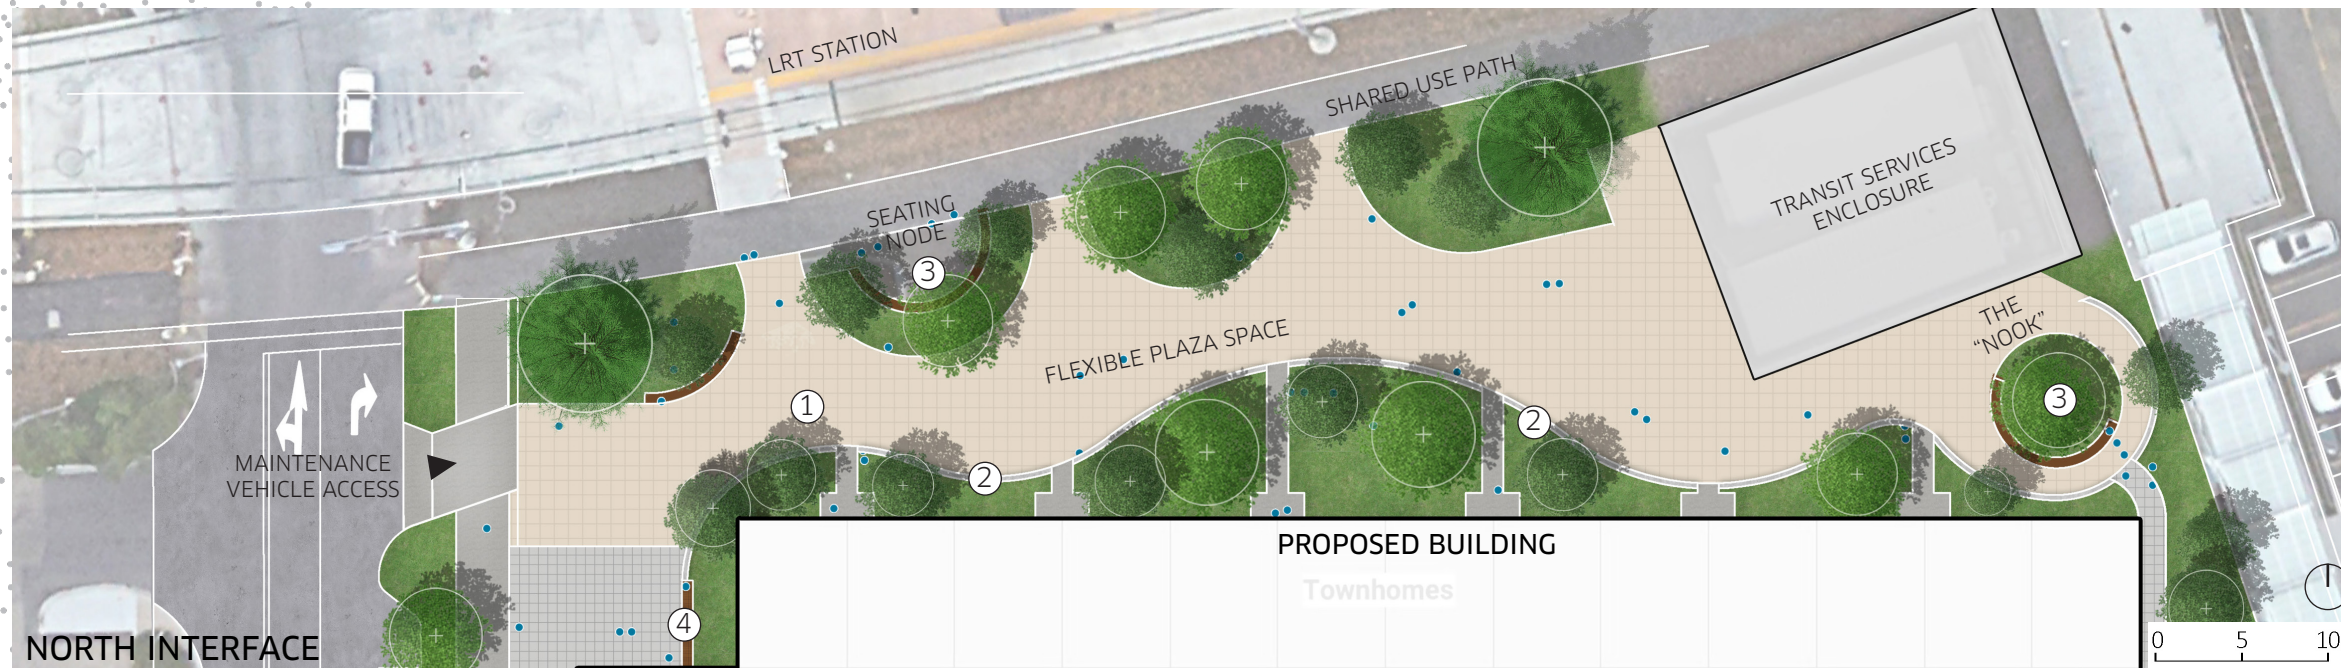 LRT STATION
SHARED USE PATH
SEATING
NODE
3
TRANSIT SERVICES
ENCLOSURE
THE
"NOOK"
3
FLEXIBLE PLAZA SPACE
1
2
2
MAINTENANCE
VEHICLE ACCESS
PROPOSED BUILDING
Townhomes
4
NORTH INTERFACE
0 5 10